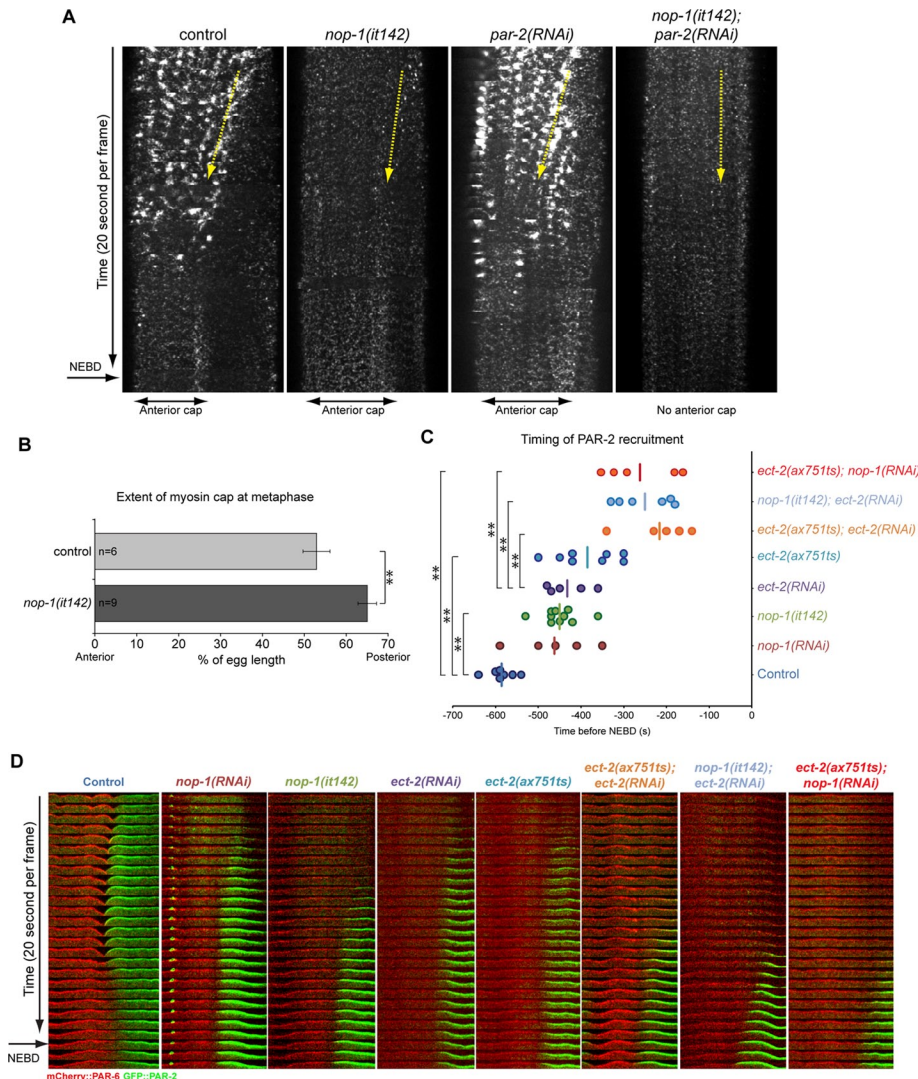 A
control
nop-1(it142)
par-2(RNAi)
nop-1(it142);
par-2(RNAi)
Time (20 second per frame)
NEBD
Anterior cap
Anterior cap
Anterior cap
No anterior cap
B
Extent of myosin cap at metaphase
control
n=6
nop-1(it142)
n=9
**
0 10 20 30 40 50 60 70
Anterior
% of egg length
Posterior
C
Timing of PAR-2 recruitment
ect-2(ax751ts); nop-1(RNAi)
nop-1(it142); ect-2(RNAi)
ect-2(ax751ts); ect-2(RNAi)
ect-2(ax751ts)
ect-2(RNAi)
nop-1(it142)
nop-1(RNAi)
Control
**
**
**
**
**
**
-700 -600 -500 -400 -300 -200 -100 0
Time before NEBD (s)
D
Control
nop-1(RNAi)
nop-1(it142)
ect-2(RNAi)
ect-2(ax751ts)
ect-2(ax751ts);
ect-2(RNAi)
nop-1(it142);
ect-2(RNAi)
ect-2(ax751ts);
nop-1(RNAi)
Time (20 second per frame)
NEBD
mCherry::PAR-6 GFP::PAR-2